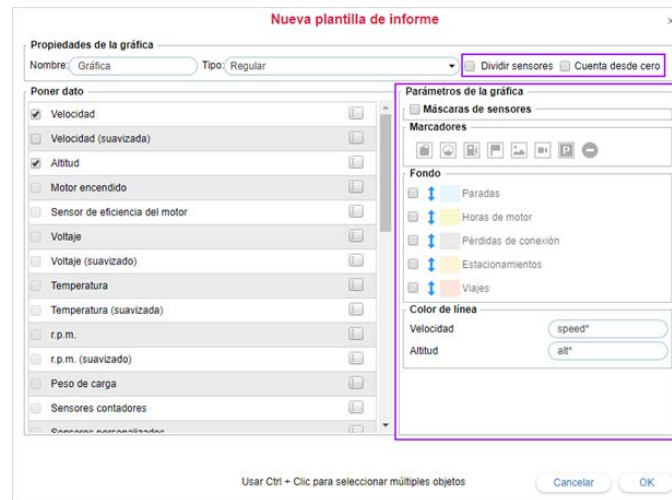 Nueva plantilla de informe
Propiedades de la gráfica
Nombre: Gráfica Tipo: Regular Dividir sensores Cuenta desde cero
Poner dato
Velocidad
Velocidad (suavizada)
Altitud
Motor encendido
Sensor de eficiencia del motor
Voltaje
Voltaje (suavizado)
Temperatura
Temperatura (suavizada)
r.p.m.
r.p.m. (suavizado)
Peso de carga
Sensores contadores
Sensores personalizados
Parámetros de la gráfica
Máscaras de sensores
Marcadores
P
Fondo
Paradas
Horas de motor
Pérdidas de conexión
Estacionamientos
Viajes
Color de línea
Velocidad speed*
Altitud alt*
Usar Ctrl + Clic para seleccionar múltiples objetos Cancelar OK